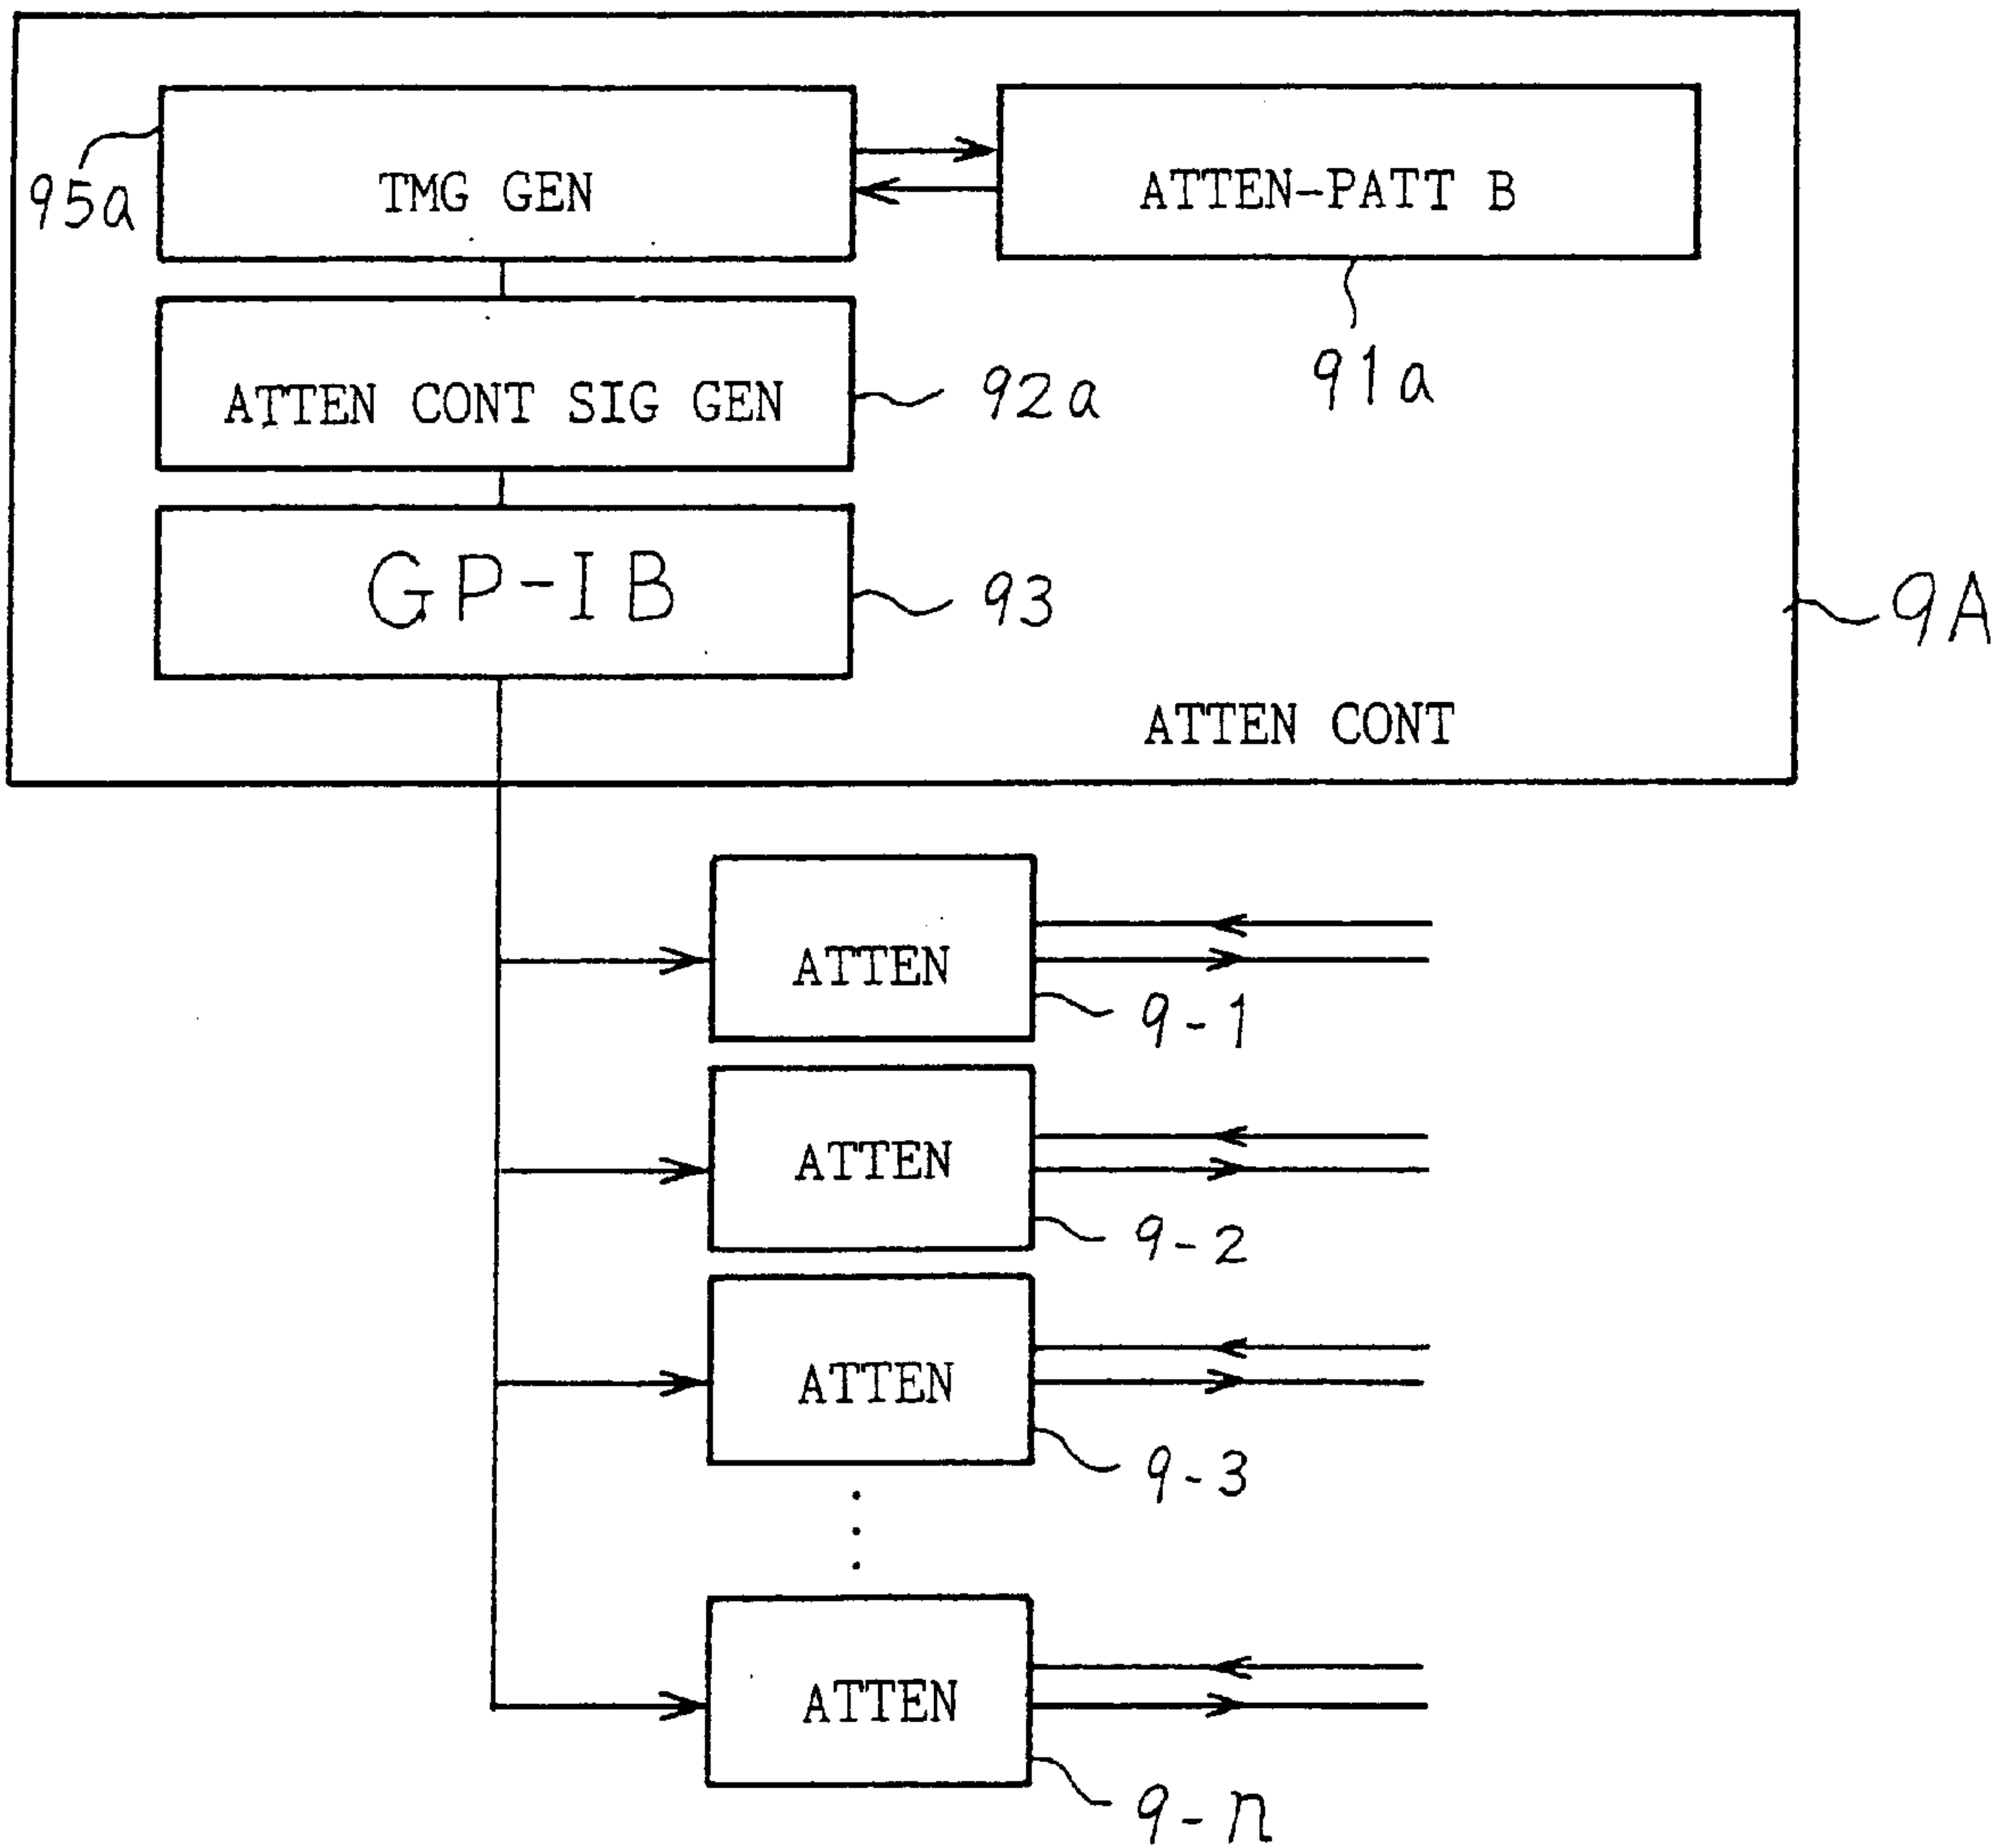 95a
TMG GEN
ATTEN-PATT B
91a
ATTEN CONT SIG GEN
92a
GP-IB
93
9A
ATTEN CONT
ATTEN
9-1
ATTEN
9-2
ATTEN
9-3
ATTEN
9-n